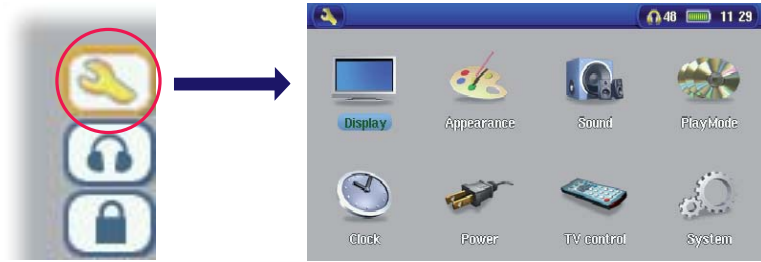 48 11 29
Display Appearance Sound PlayMode
Clock Power TV control System